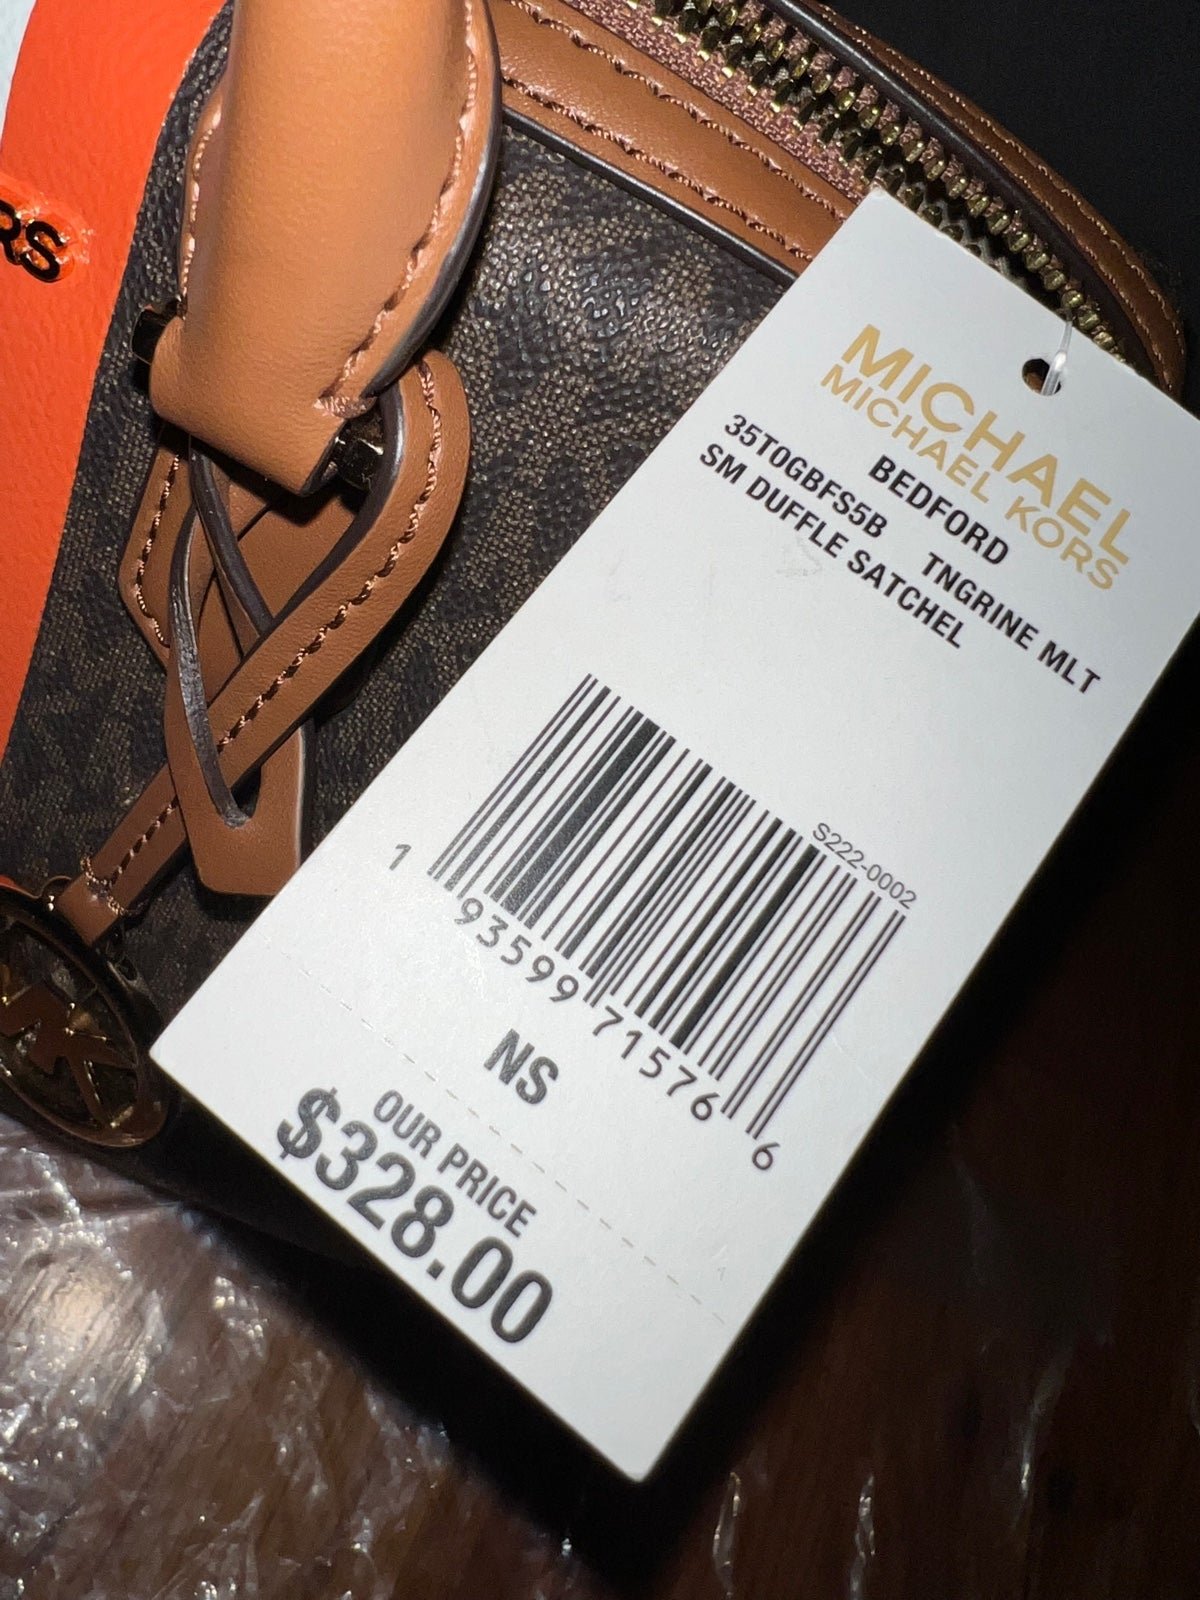 RS
MICHAEL
MICHAEL KORS
BEDFORD
35T0GBFS5B TNGRINE MLT
SM DUFFLE SATCHEL
S222-0002
1 93599 71576 6
NS
OUR PRICE
$328.00
MK